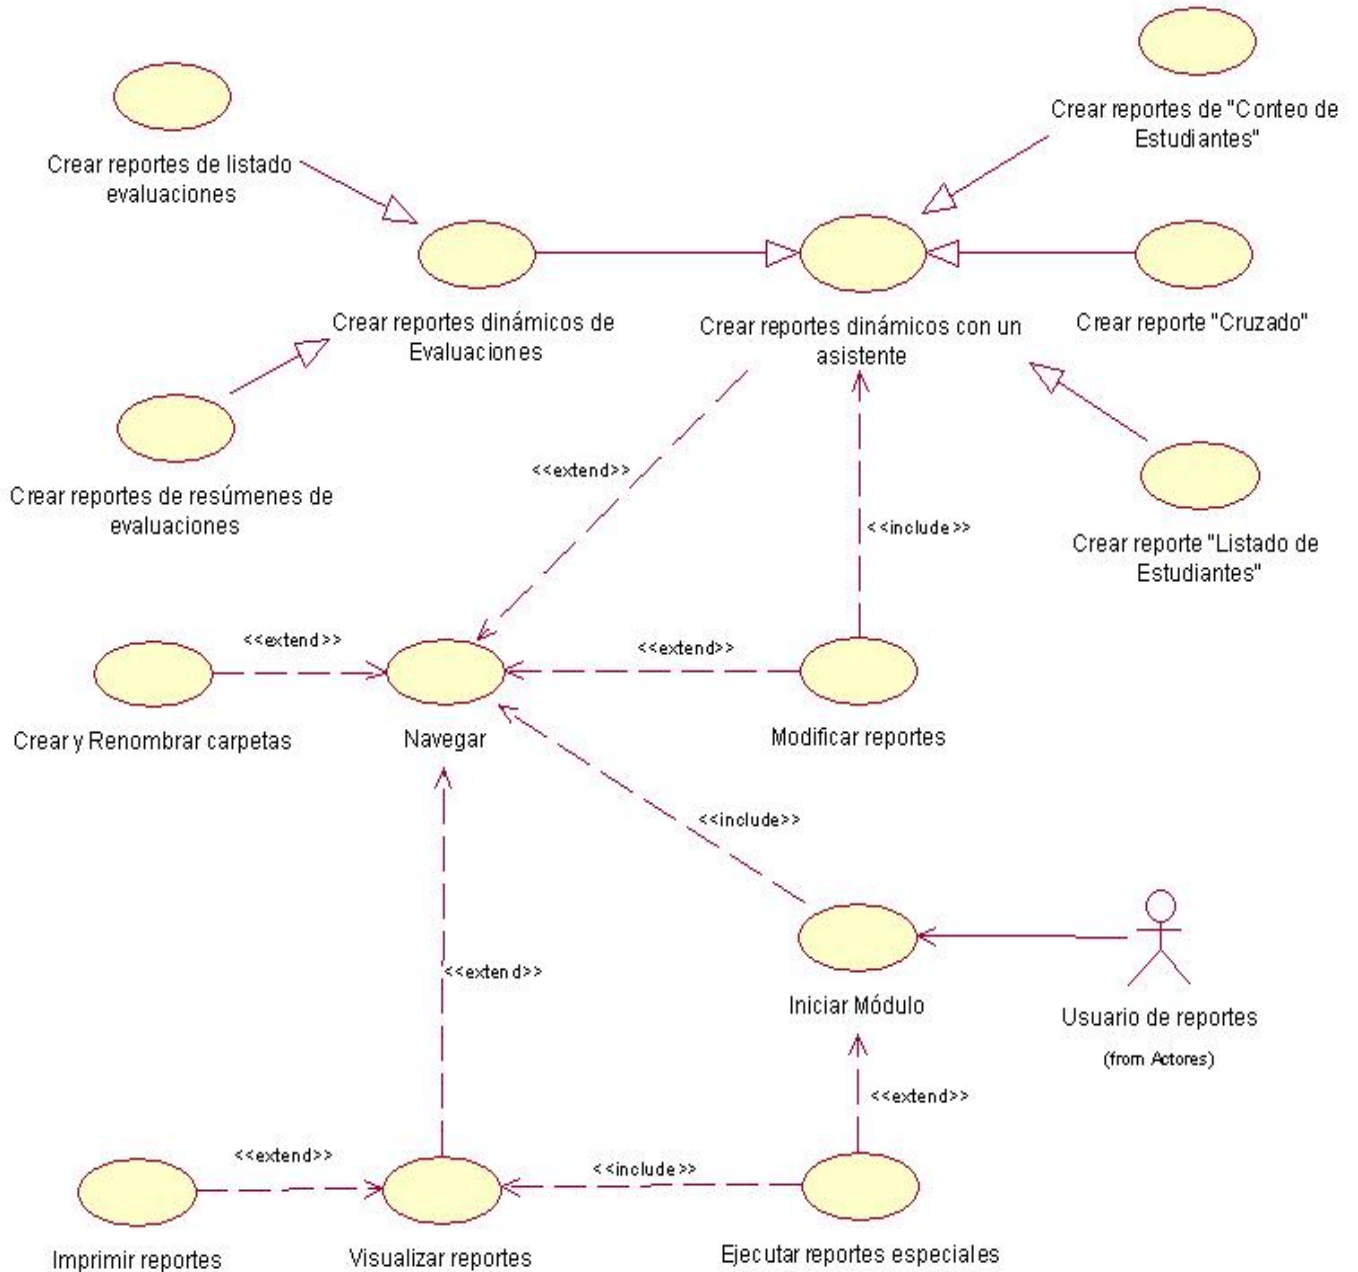 Crear reportes de "Conteo de
Estudiantes"
Crear reportes de listado
evaluaciones
Crear reportes dinámicos de
Evaluaciones
Crear reportes dinámicos con un
asistente
Crear reporte "Cruzado"
<<extend>>
Crear reportes de resúmenes de
evaluaciones
<<include>>
Crear reporte "Listado de
Estudiantes"
<<extend>>
<<extend>>
Crear y Renombrar carpetas
Navegar
Modificar reportes
<<include>>
<<extend>>
Iniciar Módulo
Usuario de reportes
(from Actores)
<<extend>>
<<extend>>
<<include>>
Imprimir reportes
Visualizar reportes
Ejecutar reportes especiales